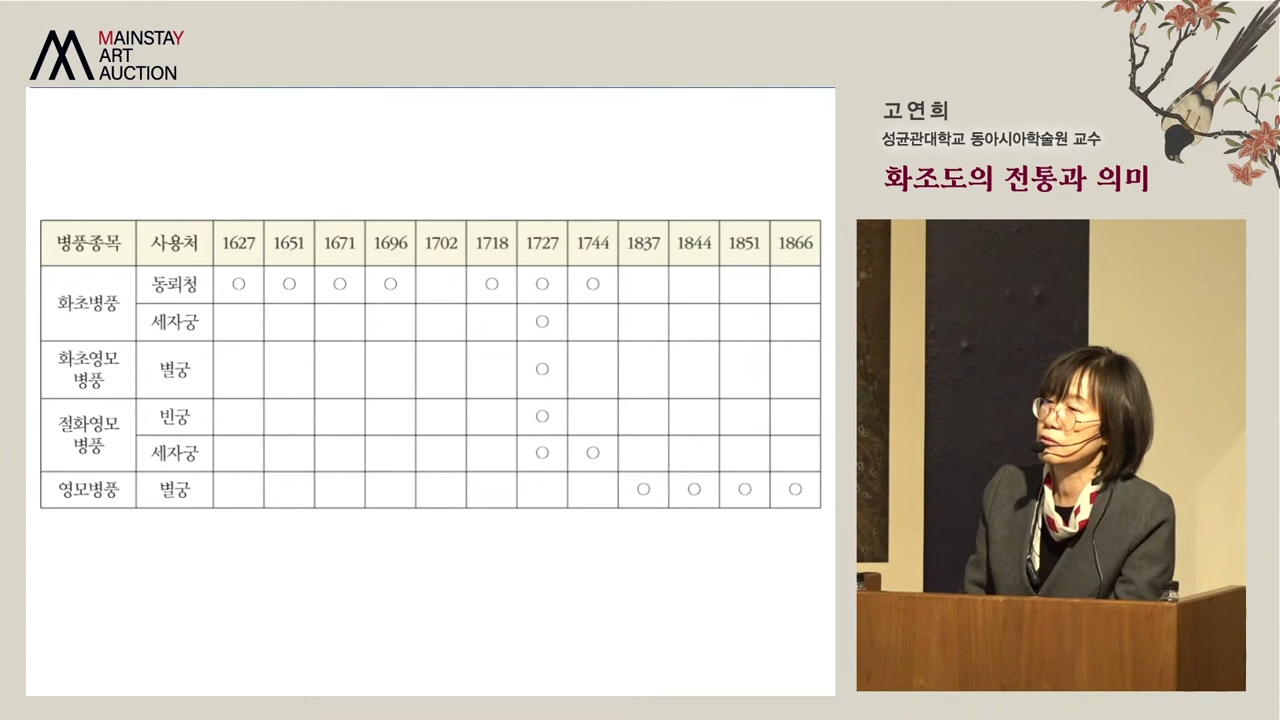 MAINSTAY
ART
AUCTION
고연희
성균관대학교 동아시아학술원 교수
화조도의 전통과 의미
병풍종목 사용처 1627 1651 1671 1696 1702 1718 1727 1744 1837 1844 1851 1866
화초병풍 동뢰청 ○ ○ ○ ○ ○ ○ ○
세자궁 ○
화초영모
병풍 별궁 ○
절화영모
병풍 빈궁 ○
세자궁 ○ ○
영모병풍 별궁 ○ ○ ○ ○